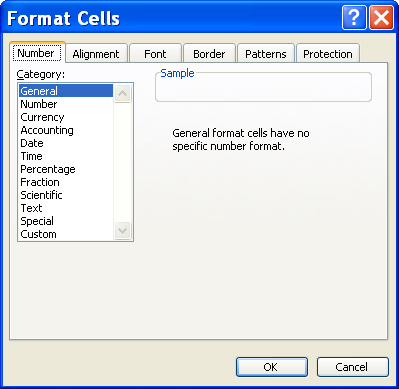 Format Cells
?
Number Alignment Font Border Patterns Protection
Category:
General
Number
Currency
Accounting
Date
Time
Percentage
Fraction
Scientific
Text
Special
Custom
Sample
General format cells have no
specific number format.
OK Cancel